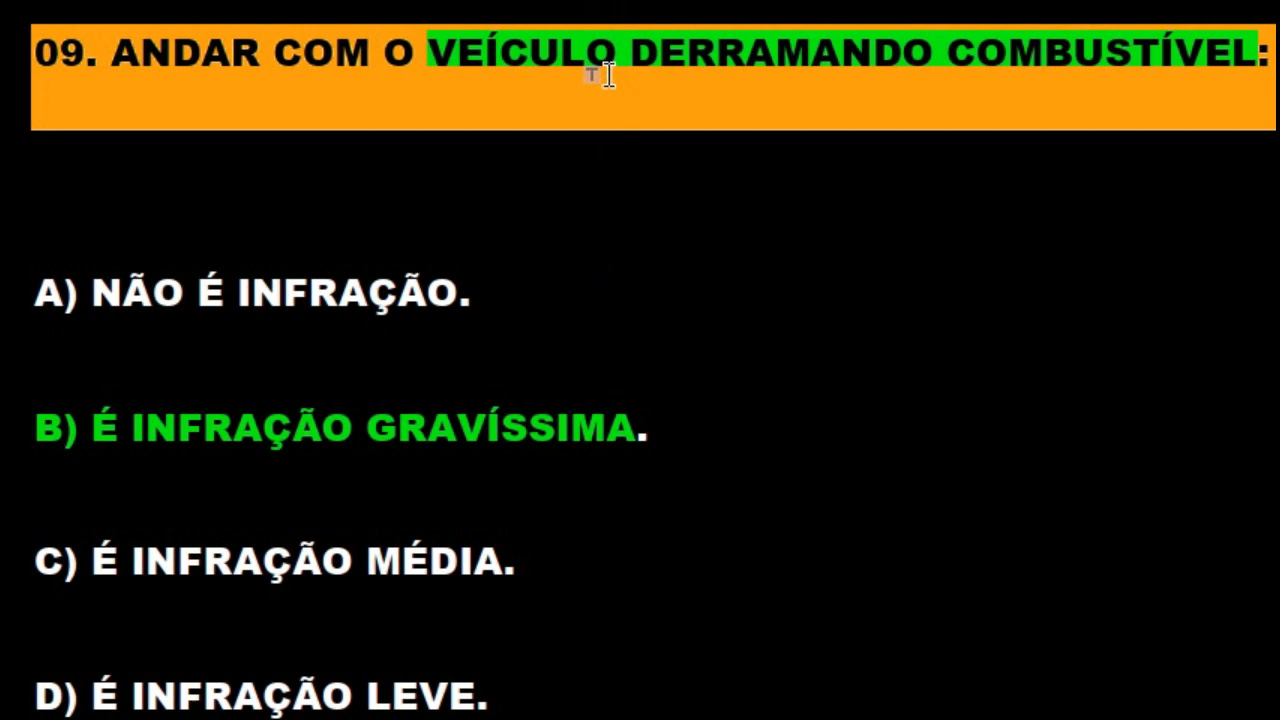 09. ANDAR COM O VEÍCULO DERRAMANDO COMBUSTÍVEL:
T
A) NÃO É INFRAÇÃO.
B) É INFRAÇÃO GRAVÍSSIMA.
C) É INFRAÇÃO MÉDIA.
D) É INFRAÇÃO LEVE.